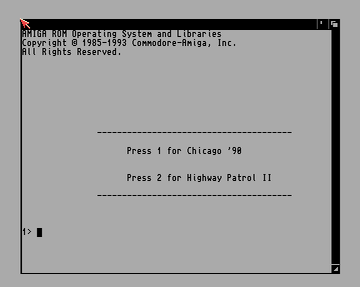 AMIGA ROM Operating System and Libraries
Copyright © 1985-1993 Commodore-Amiga, Inc.
All Rights Reserved.
----------------------------------------
Press 1 for Chicago '90
Press 2 for Highway Patrol II
----------------------------------------
1>